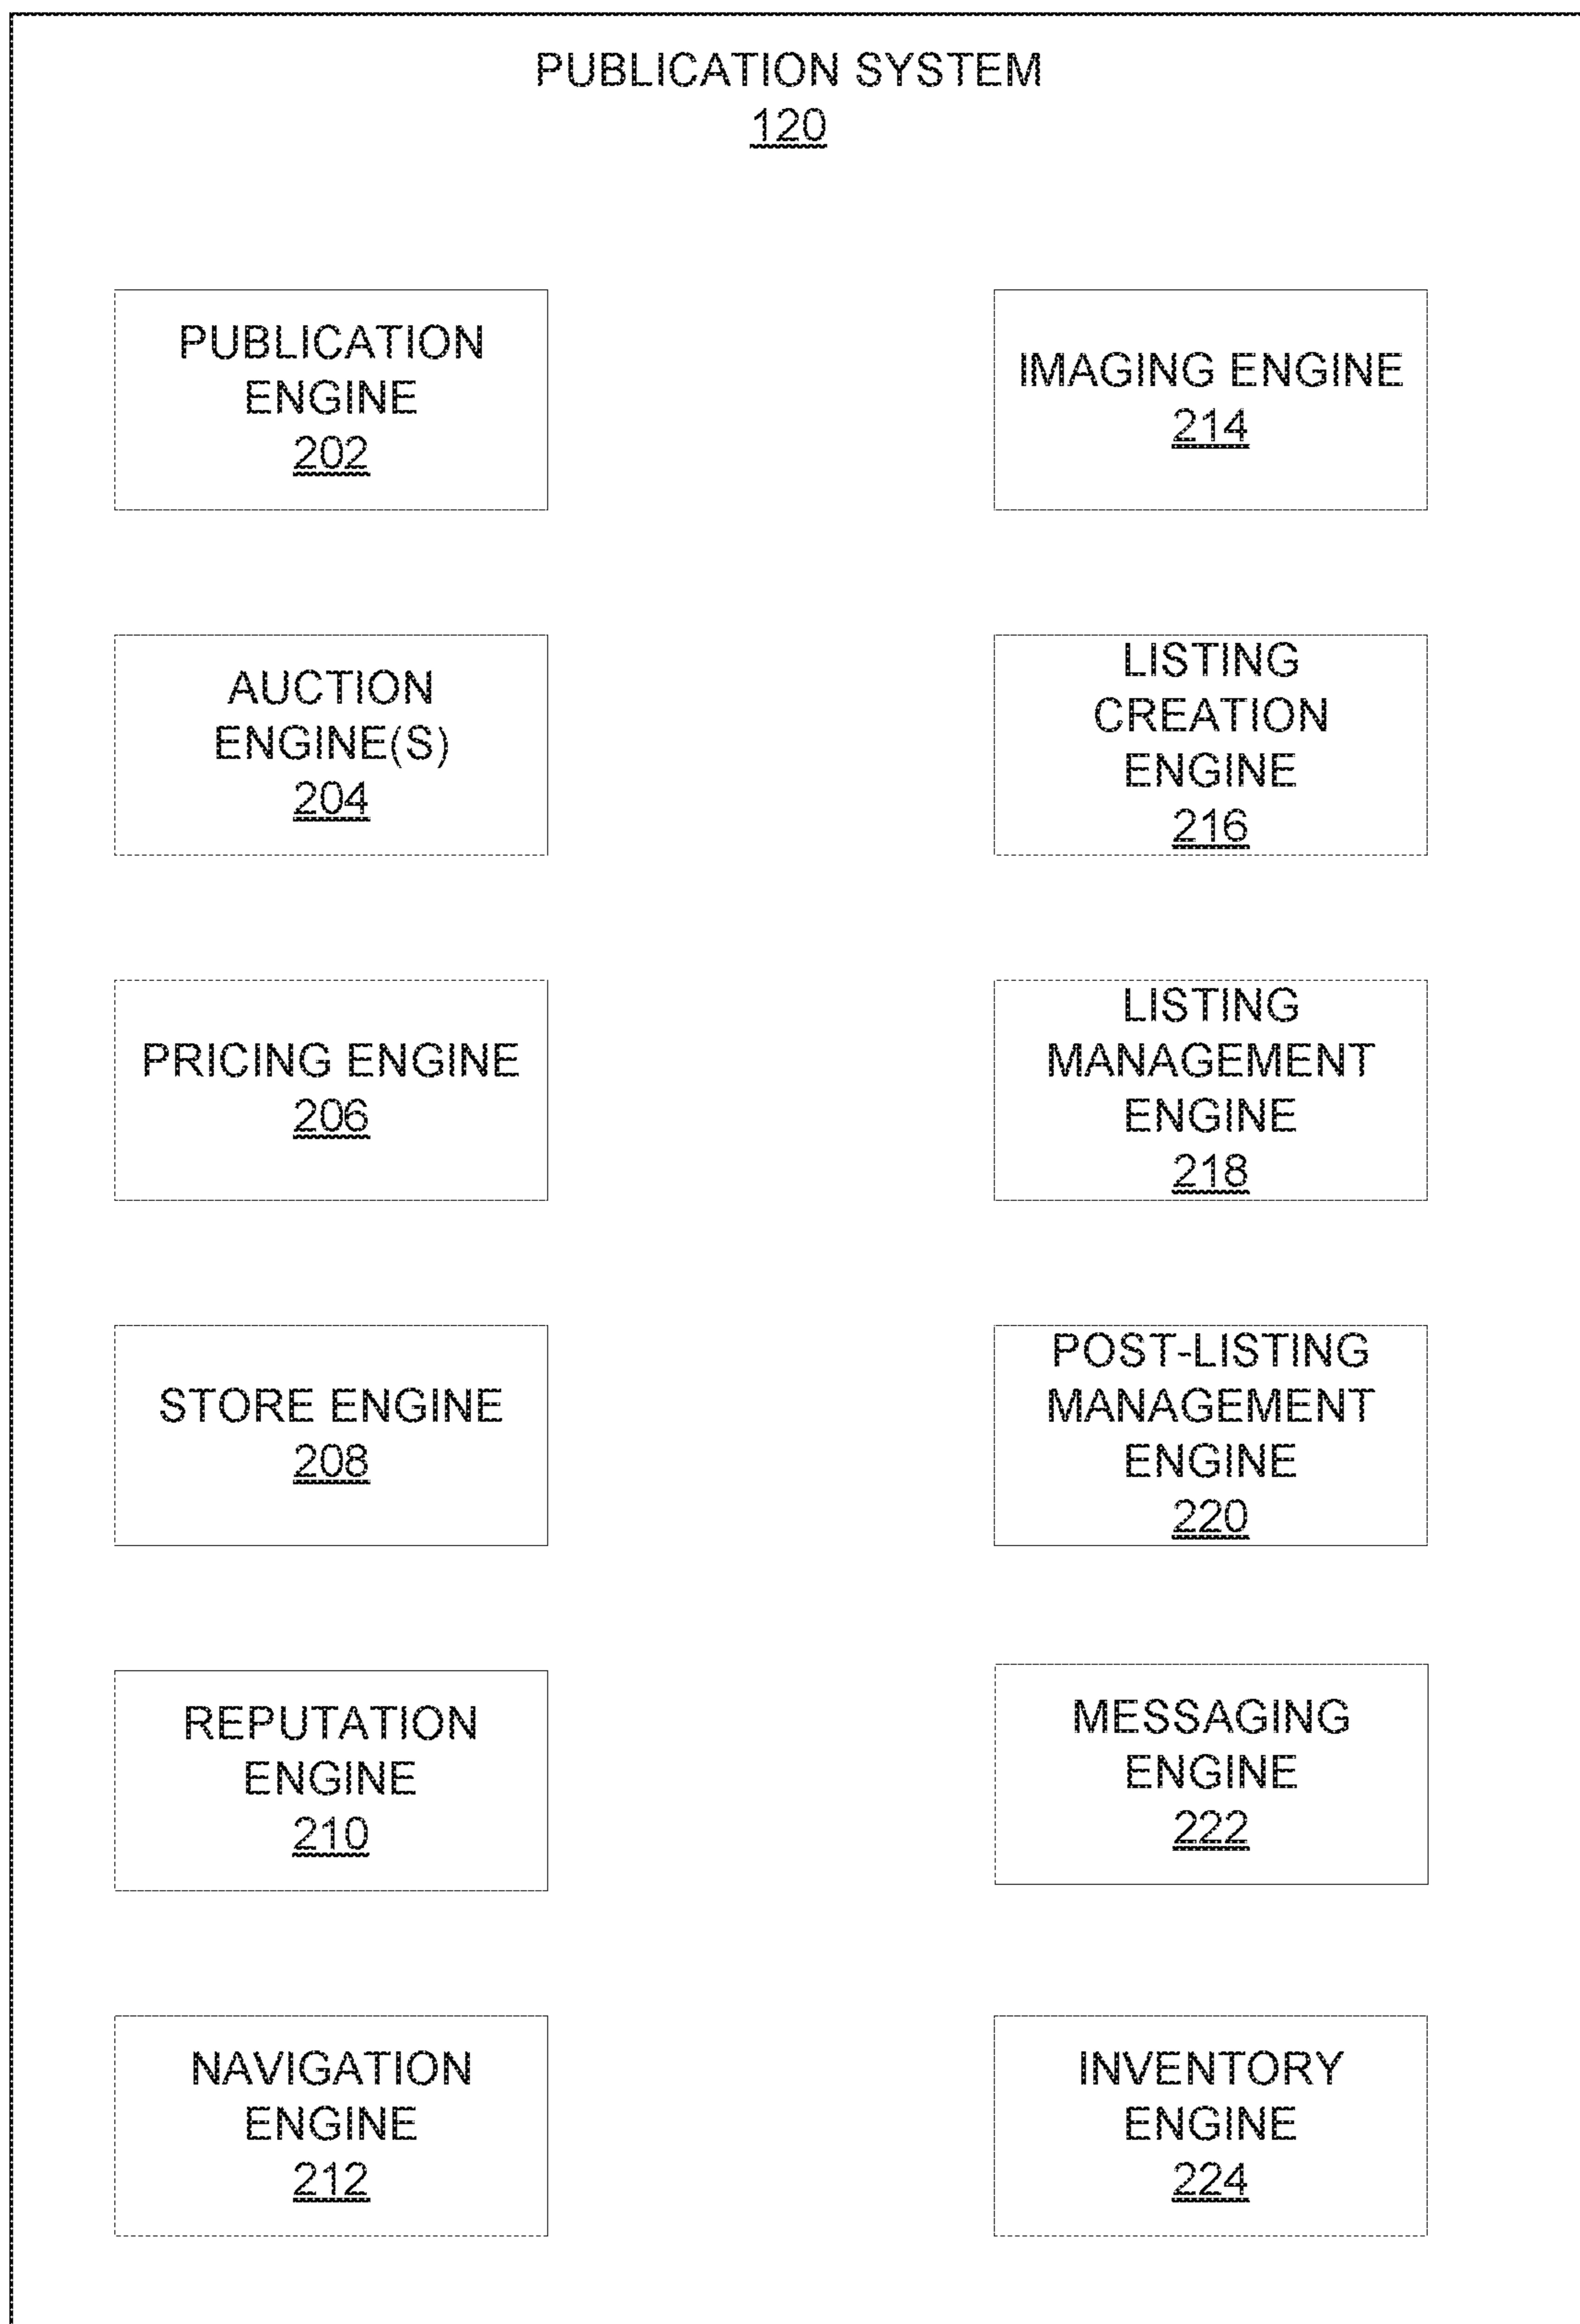 PUBLICATION SYSTEM
120
PUBLICATION
ENGINE
202
IMAGING ENGINE
214
AUCTION
ENGINE(S)
204
LISTING
CREATION
ENGINE
216
PRICING ENGINE
206
LISTING
MANAGEMENT
ENGINE
218
STORE ENGINE
208
POST-LISTING
MANAGEMENT
ENGINE
220
REPUTATION
ENGINE
210
MESSAGING
ENGINE
222
NAVIGATION
ENGINE
212
INVENTORY
ENGINE
224